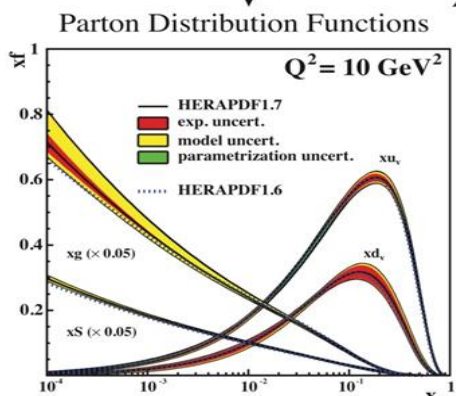 Parton Distribution Functions
xf
1
Q² = 10 GeV²
HERAPDF1.7
exp. uncert.
model uncert.
parametrization uncert.
HERAPDF1.6
0.8
0.6
0.4
0.2
xuᵥ
xdᵥ
xg (× 0.05)
xS (× 0.05)
10⁻⁴
10⁻³
10⁻²
10⁻¹
1